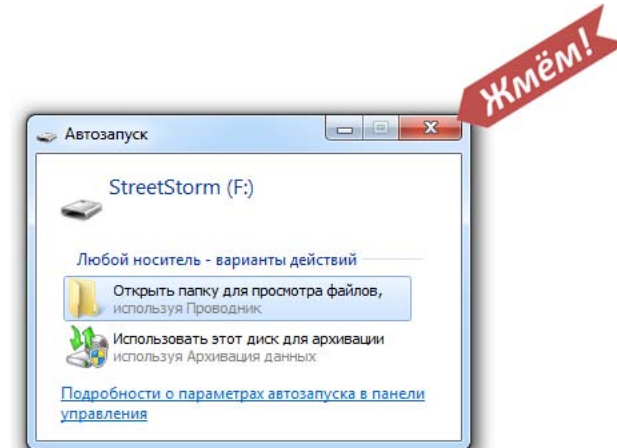 Жмём!
Автозапуск
StreetStorm (F:)
Любой носитель - варианты действий
Открыть папку для просмотра файлов,
используя Проводник
Использовать этот диск для архивации
используя Архивация данных
Подробности о параметрах автозапуска в панели
управления